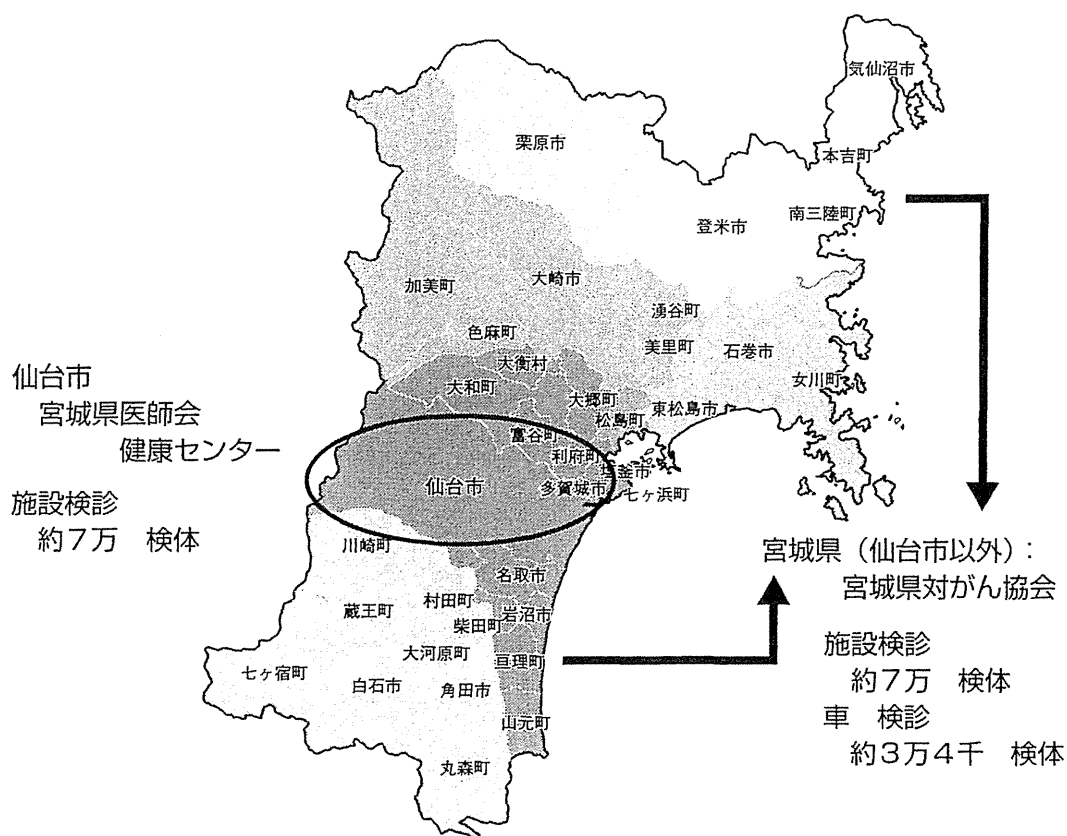 気仙沼市
栗原市
本吉町
登米市
南三陸町
加美町
大崎市
涌谷町
色麻町
美里町
石巻市
大衡村
女川町
大和町
大郷町
東松島市
松島町
富谷町
利府町
塩釜市
仙台市
多賀城市
七ヶ浜町
川崎町
名取市
村田町
岩沼市
蔵王町
柴田町
大河原町
亘理町
七ヶ宿町
白石市
角田市
山元町
丸森町
仙台市
宮城県医師会
健康センター
施設検診
約7万 検体
宮城県(仙台市以外):
宮城県対がん協会
施設検診
約7万 検体
車 検診
約3万4千 検体